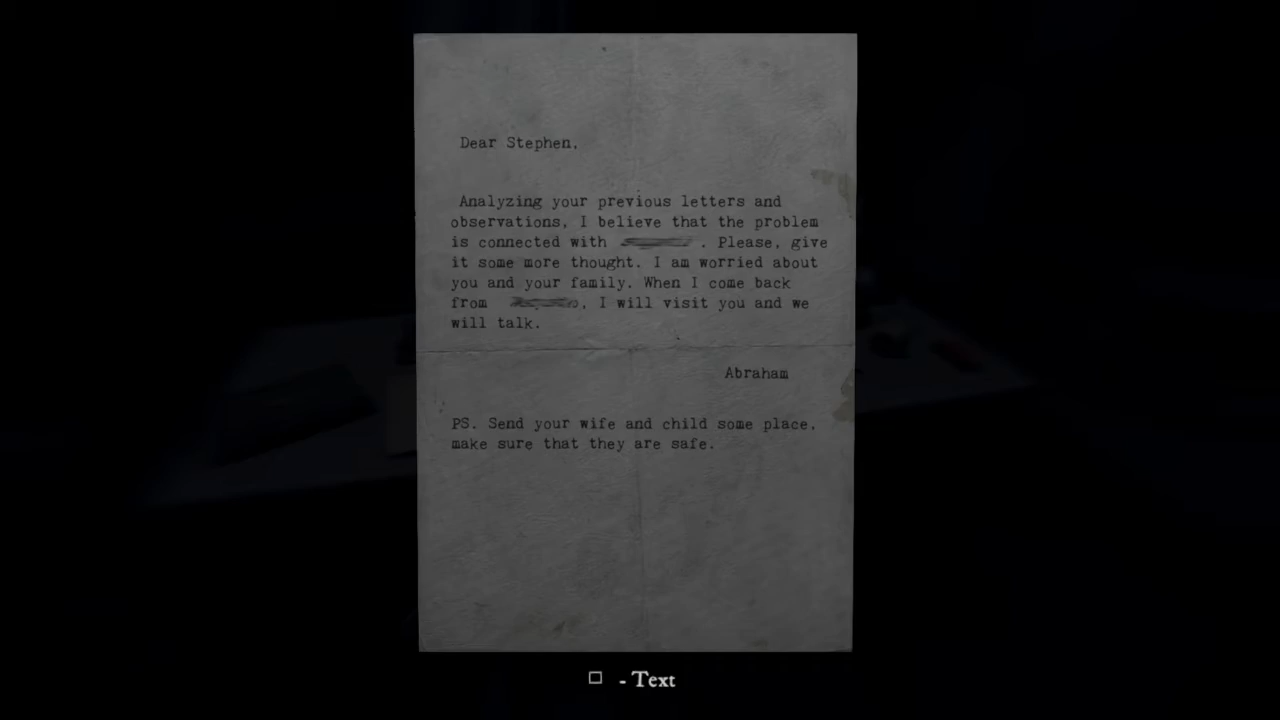 Dear Stephen,
Analyzing your previous letters and
observations, I believe that the problem
is connected with . Please, give
it some more thought. I am worried about
you and your family. When I come back
from , I will visit you and we
will talk.
Abraham
PS. Send your wife and child some place,
make sure that they are safe.
□ - Text